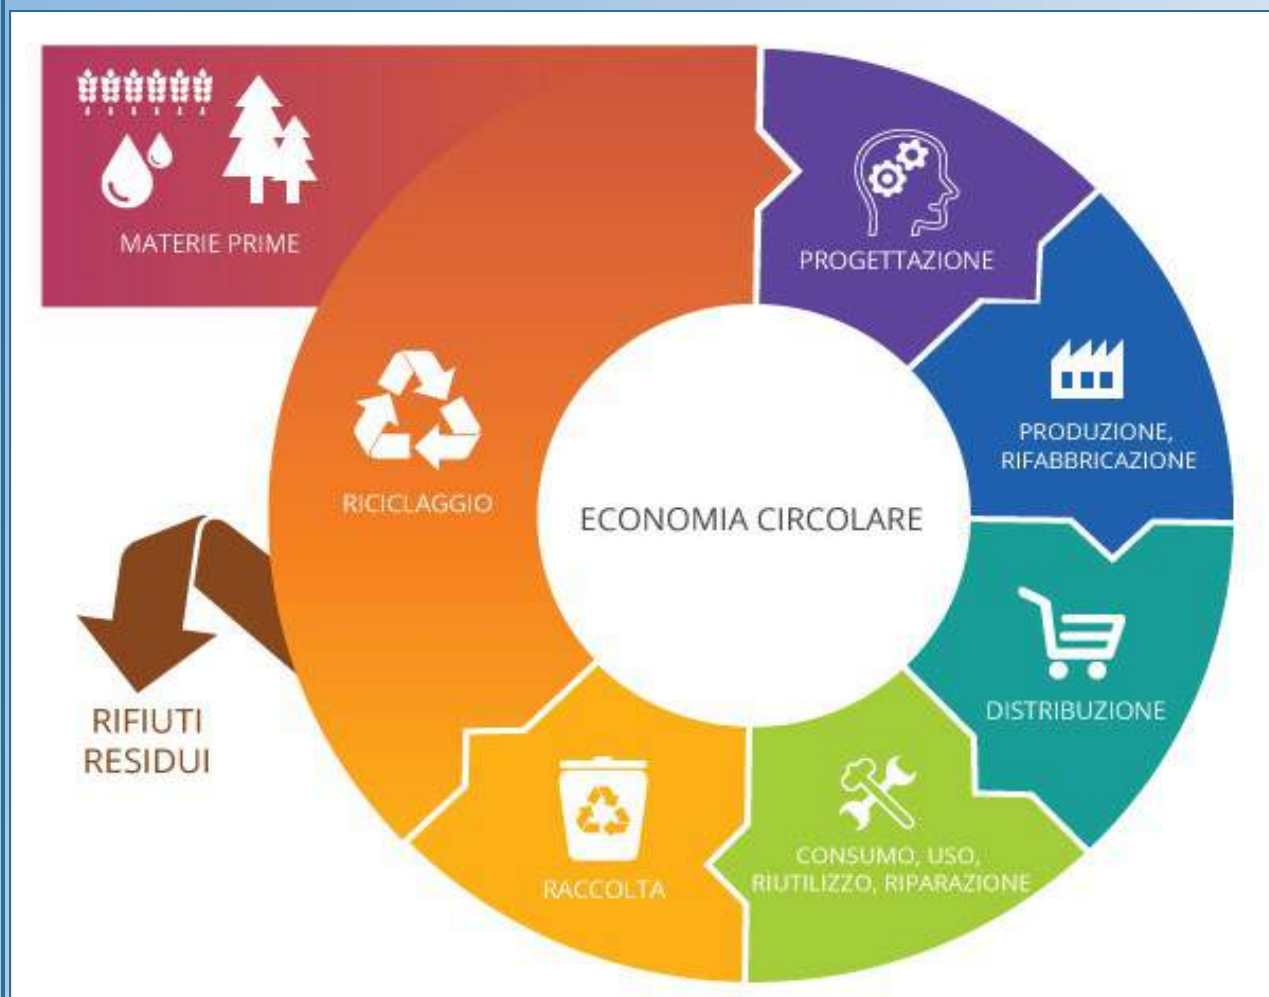 MATERIE PRIME
PROGETTAZIONE
PRODUZIONE,
RIFABBRICAZIONE
DISTRIBUZIONE
CONSUMO, USO,
RIUTILIZZO, RIPARAZIONE
RACCOLTA
RICICLAGGIO
RIFIUTI
RESIDUI
ECONOMIA CIRCOLARE